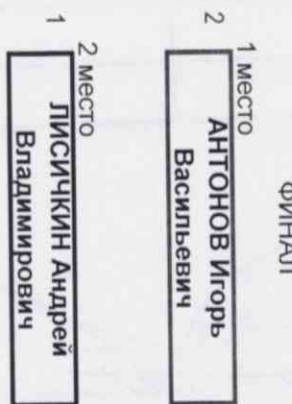 ФИНАЛ
1 место
2
АНТОНОВ Игорь
Васильевич
2 место
1
ЛИСИЧКИН Андрей
Владимирович